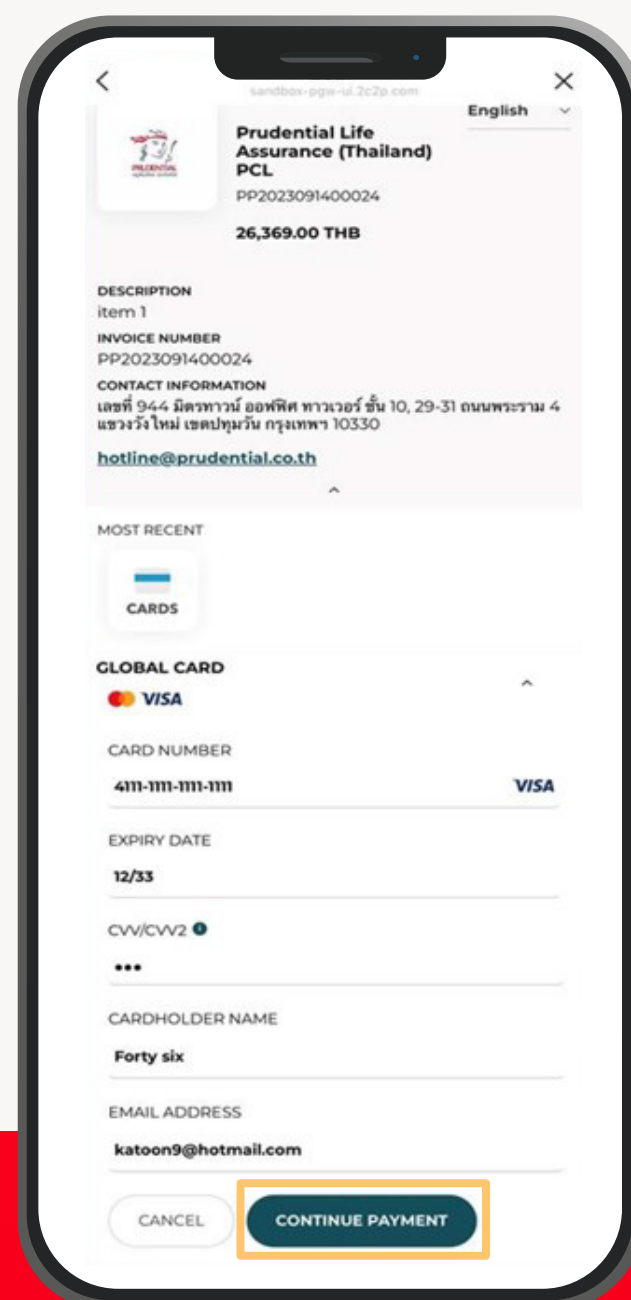 sandbox-pgw-ui.2c2p.com
English
PRUDENTIAL
Prudential Life
Assurance (Thailand)
PCL
PP2023091400024
26,369.00 THB
DESCRIPTION
item 1
INVOICE NUMBER
PP2023091400024
CONTACT INFORMATION
เลขที่ 944 มิตรทาวน์ ออฟฟิศ ทาวเวอร์ ชั้น 10, 29-31 ถนนพระราม 4
แขวงวังใหม่ เขตปทุมวัน กรุงเทพฯ 10330
hotline@prudential.co.th
MOST RECENT
CARDS
GLOBAL CARD
VISA
CARD NUMBER
4111-1111-1111-1111 VISA
EXPIRY DATE
12/33
CVV/CVV2
•••
CARDHOLDER NAME
Forty six
EMAIL ADDRESS
katoon9@hotmail.com
CANCEL CONTINUE PAYMENT